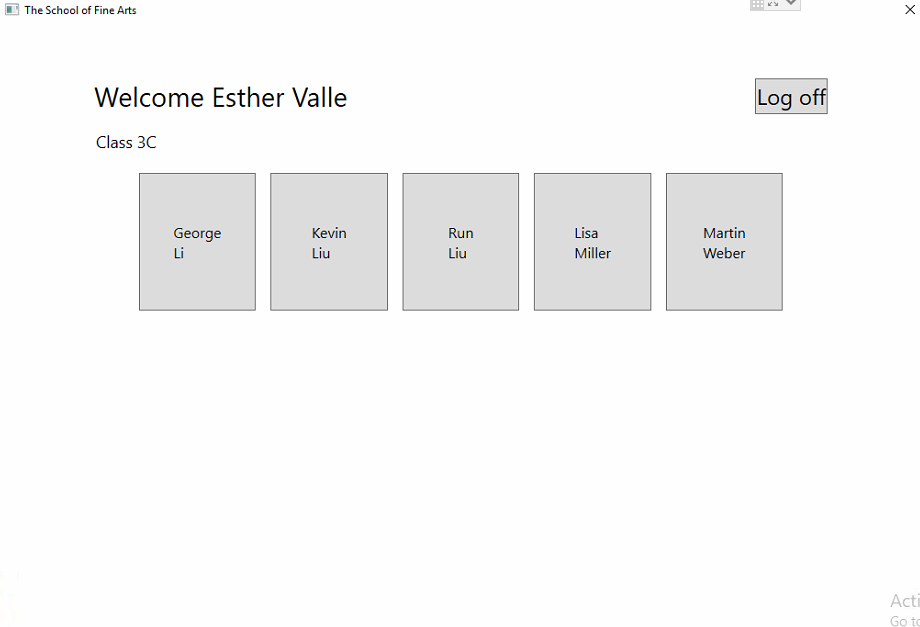 The School of Fine Arts
Welcome Esther Valle
Log off
Class 3C
George
Li
Kevin
Liu
Run
Liu
Lisa
Miller
Martin
Weber
Acti
Go to